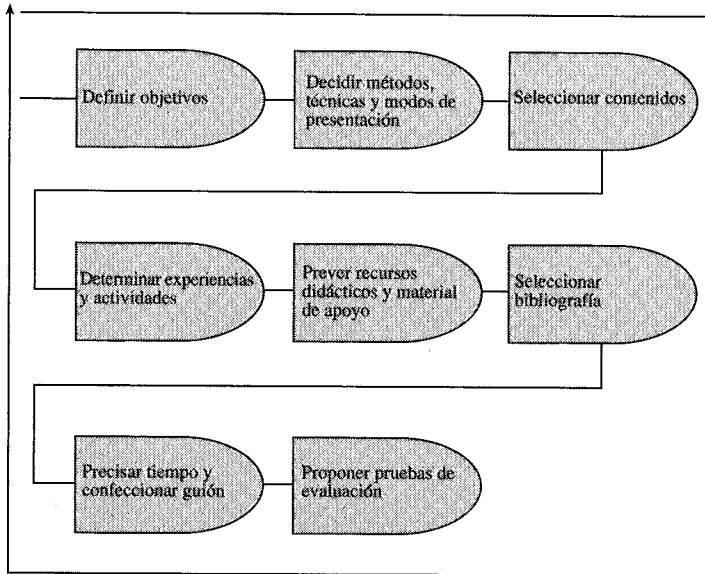 Definir objetivos
Decidir métodos,
técnicas y modos de
presentación
Seleccionar contenidos
Determinar experiencias
y actividades
Prever recursos
didácticos y material
de apoyo
Seleccionar
bibliografía
Precisar tiempo y
confeccionar guión
Proponer pruebas de
evaluación